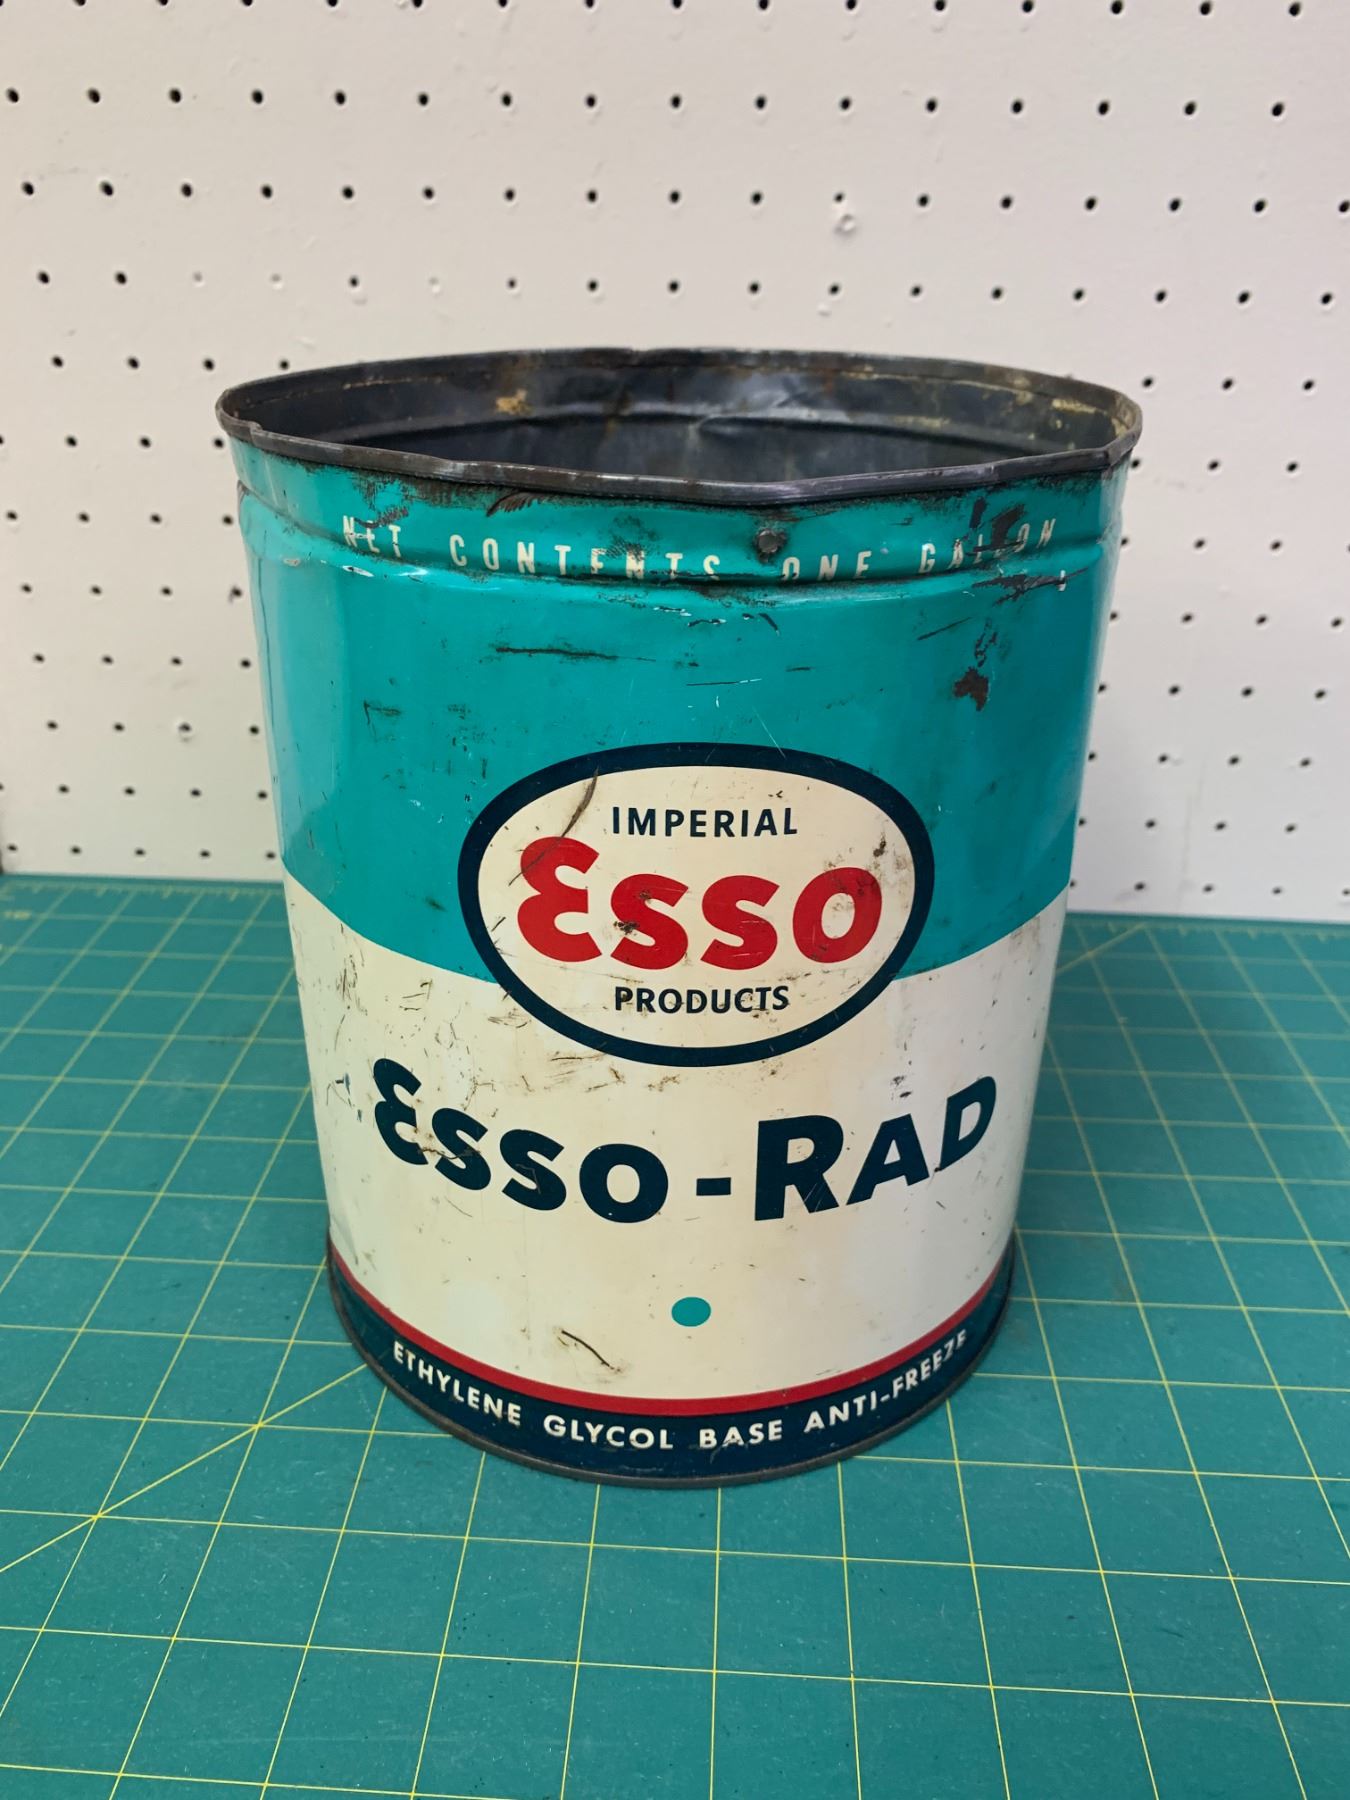 NET CONTENTS ONE GALLON
IMPERIAL
Esso
PRODUCTS
Esso-Rad
ETHYLENE GLYCOL BASE ANTI-FREEZE